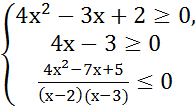 4x² − 3x + 2 ≥ 0,
4x − 3 ≥ 0
(4x²−7x+5)/((x−2)(x−3)) ≤ 0